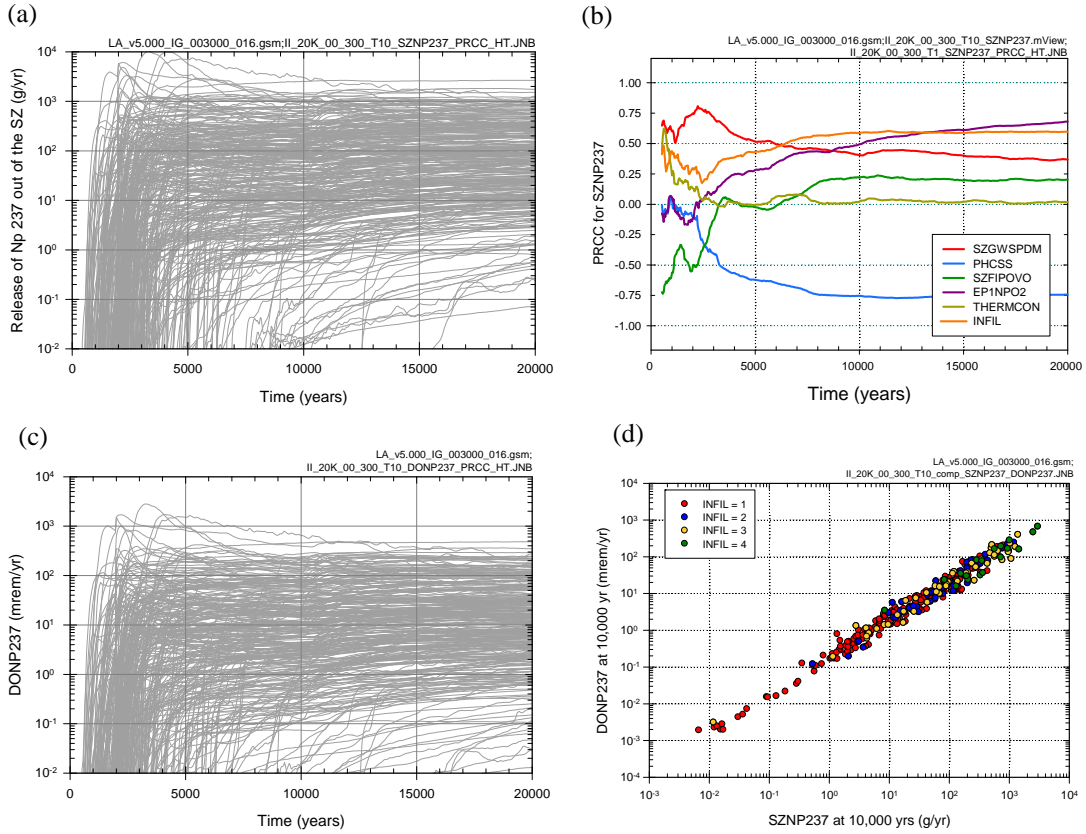 (a)
LA_v5.000_IG_003000_016.gsm;II_20K_00_300_T10_SZNP237_PRCC_HT.JNB
Release of Np 237 out of the SZ (g/yr)
10^4
10^3
10^2
10^1
10^0
10^-1
10^-2
0 5000 10000 15000 20000
Time (years)
(b)
LA_v5.000_IG_003000_016.gsm;II_20K_00_300_T10_SZNP237.mView;
II_20K_00_300_T1_SZNP237_PRCC_HT.JNB
PRCC for SZNP237
1.00
0.75
0.50
0.25
0.00
-0.25
-0.50
-0.75
-1.00
SZGWSPDM
PHCSS
SZFIPOVO
EP1NPO2
THERMCON
INFIL
0 5000 10000 15000 20000
Time (years)
(c)
LA_v5.000_IG_003000_016.gsm;
II_20K_00_300_T10_DONP237_PRCC_HT.JNB
DONP237 (mrem/yr)
10^4
10^3
10^2
10^1
10^0
10^-1
10^-2
0 5000 10000 15000 20000
Time (years)
(d)
LA_v5.000_IG_003000_016.gsm;
II_20K_00_300_T10_comp_SZNP237_DONP237.JNB
DONP237 at 10,000 yr (mrem/yr)
10^4
10^3
10^2
10^1
10^0
10^-1
10^-2
10^-3
10^-4
INFIL = 1
INFIL = 2
INFIL = 3
INFIL = 4
10^-3 10^-2 10^-1 10^0 10^1 10^2 10^3 10^4
SZNP237 at 10,000 yrs (g/yr)